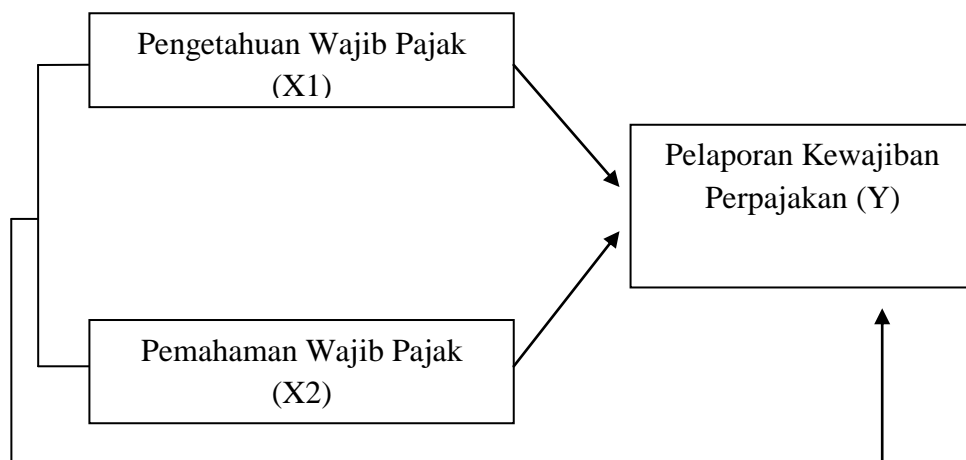 Pengetahuan Wajib Pajak
(X1)
Pelaporan Kewajiban
Perpajakan (Y)
Pemahaman Wajib Pajak
(X2)